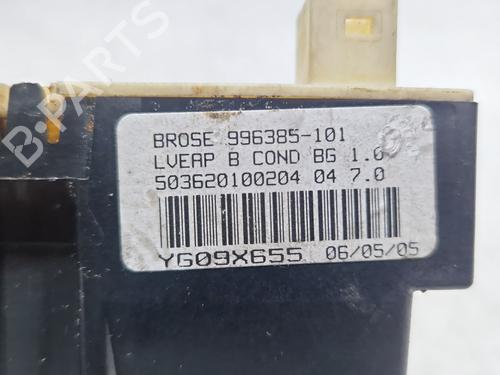 BROSE 996385-101
LVEAP B COND BG 1.0
503620100204 04 7.0
YG09X655 06/05/05
B-PARTS